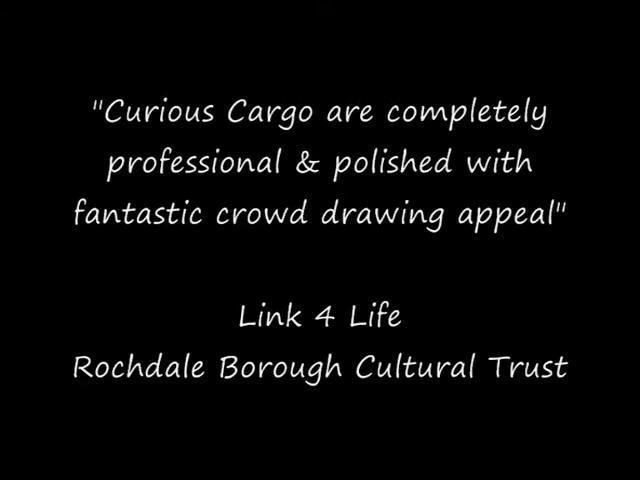 "Curious Cargo are completely
professional & polished with
fantastic crowd drawing appeal"
Link 4 Life
Rochdale Borough Cultural Trust